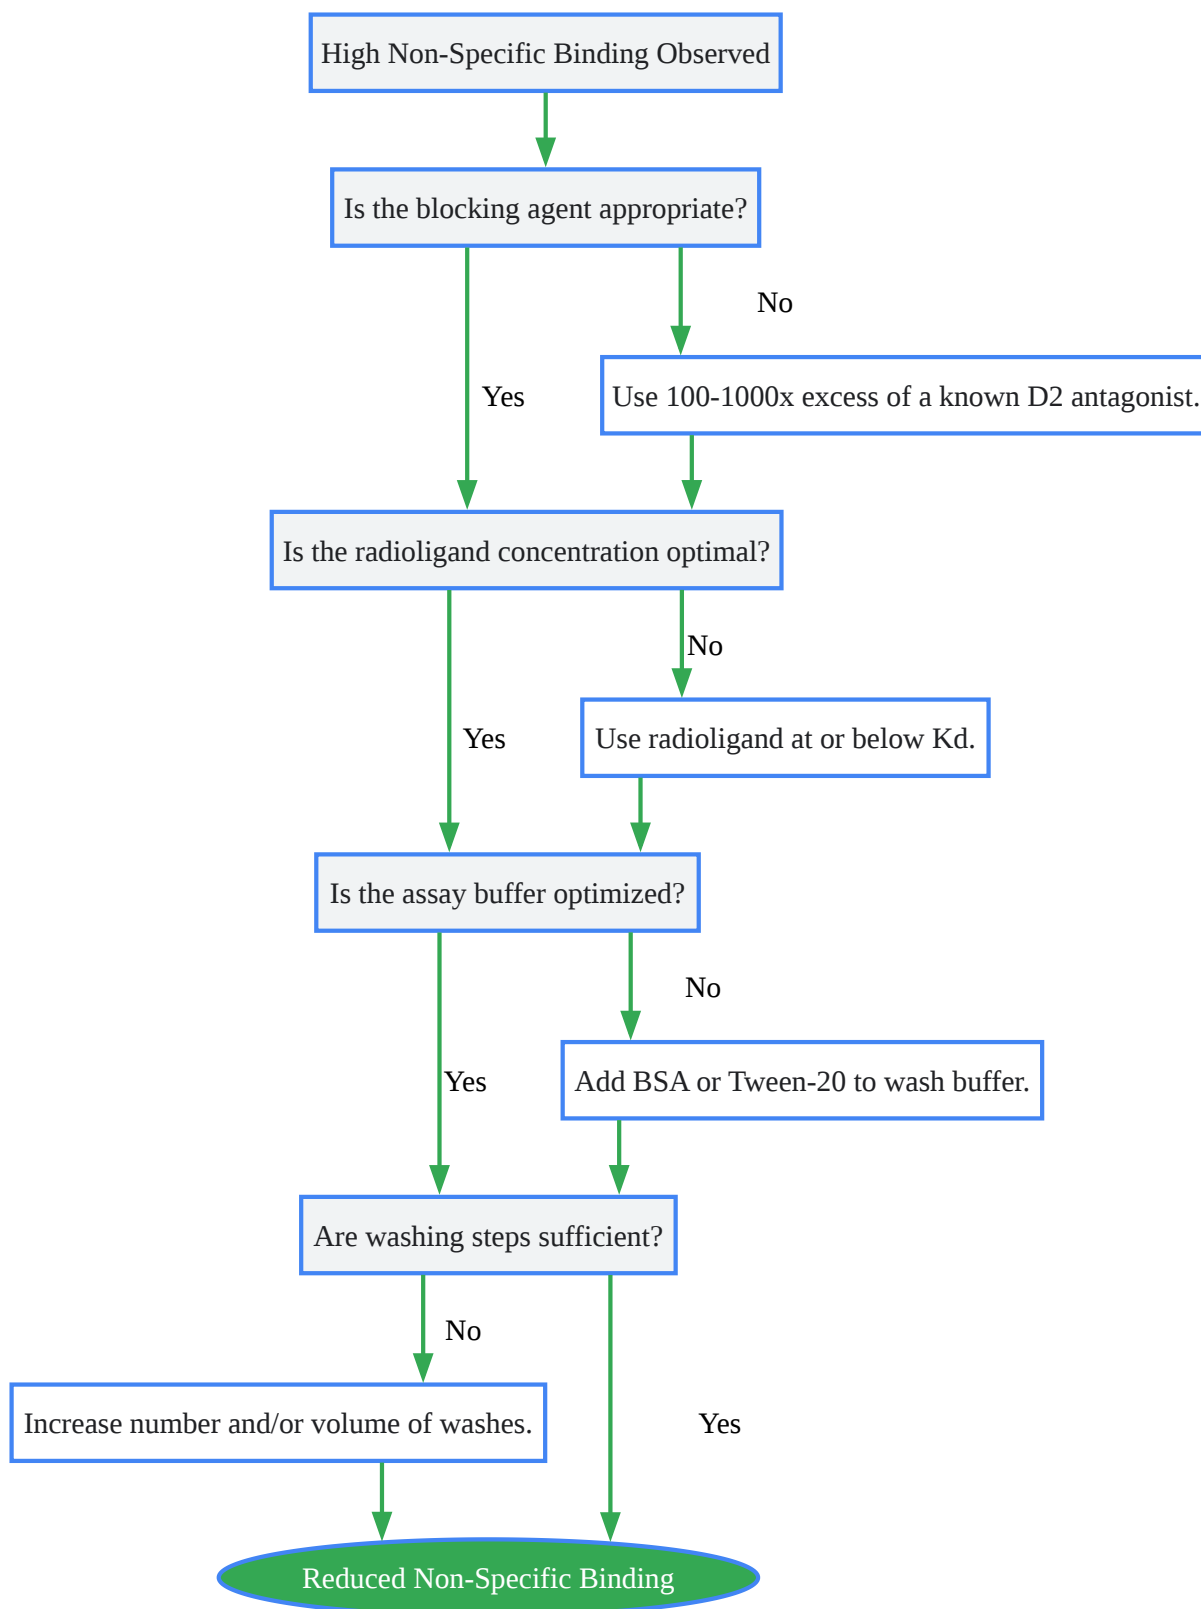 High Non-Specific Binding Observed
Is the blocking agent appropriate?
No
Yes
Use 100-1000x excess of a known D2 antagonist.
Is the radioligand concentration optimal?
No
Yes
Use radioligand at or below Kd.
Is the assay buffer optimized?
No
Yes
Add BSA or Tween-20 to wash buffer.
Are washing steps sufficient?
No
Increase number and/or volume of washes.
Yes
Reduced Non-Specific Binding